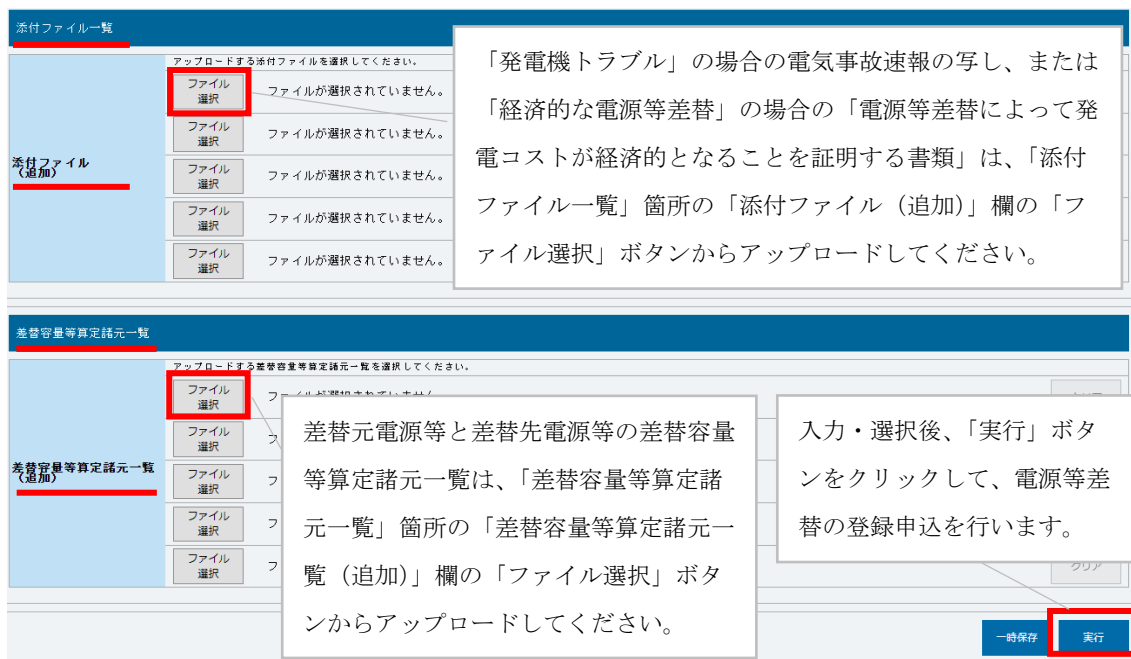 添付ファイル一覧
アップロードする添付ファイルを選択してください。
添付ファイル
（追加）
ファイル
選択
ファイルが選択されていません。
ファイル
選択
ファイルが選択されていません。
ファイル
選択
ファイルが選択されていません。
ファイル
選択
ファイルが選択されていません。
ファイル
選択
ファイルが選択されていません。
「発電機トラブル」の場合の電気事故速報の写し、または
「経済的な電源等差替」の場合の「電源等差替によって発
電コストが経済的となることを証明する書類」は、「添付
ファイル一覧」箇所の「添付ファイル（追加）」欄の「フ
ァイル選択」ボタンからアップロードしてください。
差替容量等算定諸元一覧
アップロードする差替容量等算定諸元一覧を選択してください。
差替容量等算定諸元一覧
（追加）
ファイル
選択
ファイルが選択されていません
ファイル
選択
フ
ファイル
選択
フ
ファイル
選択
フ
ファイル
選択
フ
クリア
差替元電源等と差替先電源等の差替容量
等算定諸元一覧は、「差替容量等算定諸
元一覧」箇所の「差替容量等算定諸元一
覧（追加）」欄の「ファイル選択」ボタ
ンからアップロードしてください。
入力・選択後、「実行」ボタ
ンをクリックして、電源等差
替の登録申込を行います。
一時保存
実行